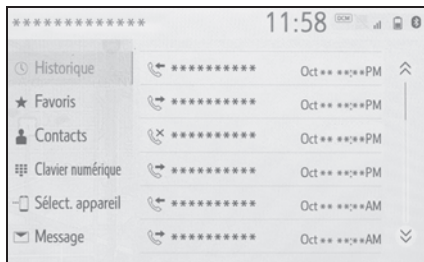 ************* 11:58 DCM
Historique ********** Oct ** **:**PM
Favoris ********** Oct ** **:**PM
Contacts ********** Oct ** **:**PM
Clavier numérique ********** Oct ** **:**PM
Sélect. appareil ********** Oct ** **:**AM
Message ********** Oct ** **:**AM